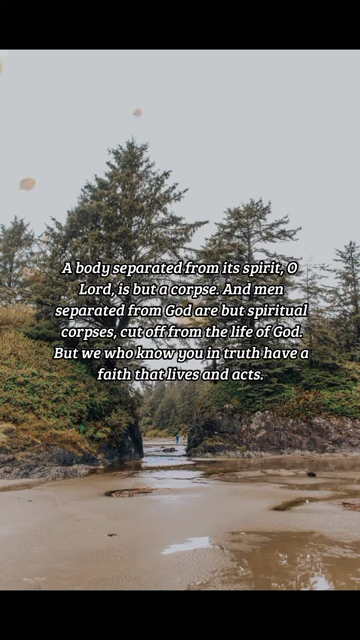 A body separated from its spirit, O
Lord, is but a corpse. And men
separated from God are but spiritual
corpses, cut off from the life of God.
But we who know you in truth have a
faith that lives and acts.